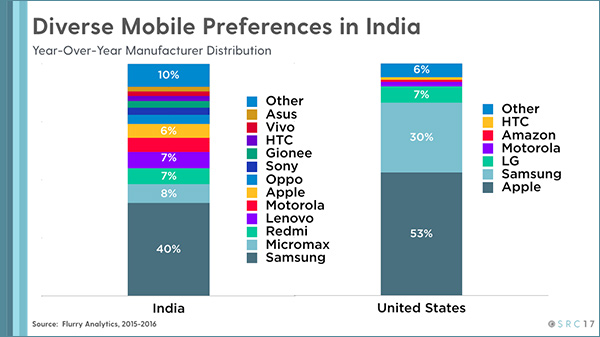 Diverse Mobile Preferences in India
Year-Over-Year Manufacturer Distribution
10%
6%
7%
7%
8%
40%
Other
Asus
Vivo
HTC
Gionee
Sony
Oppo
Apple
Motorola
Lenovo
Redmi
Micromax
Samsung
India
6%
7%
30%
53%
Other
HTC
Amazon
Motorola
LG
Samsung
Apple
United States
Source: Flurry Analytics, 2015-2016
SRC17